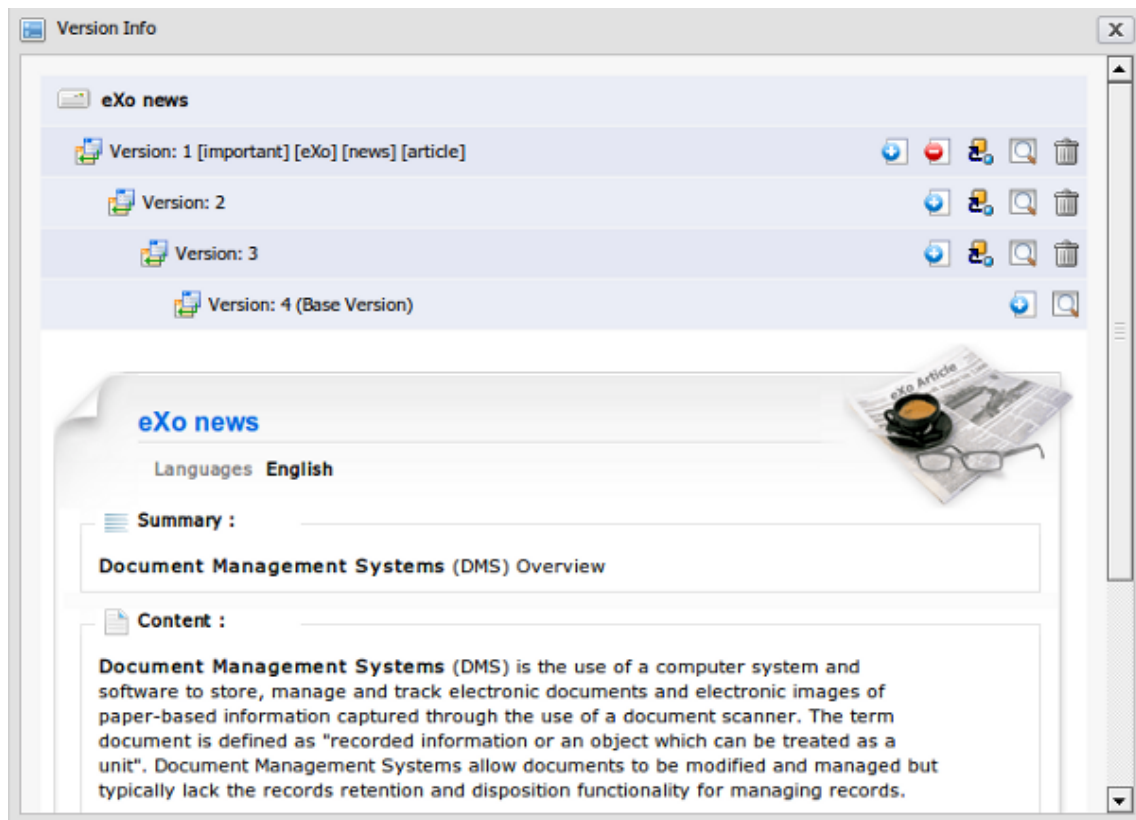 Version Info
eXo news
Version: 1 [important] [eXo] [news] [article]
Version: 2
Version: 3
Version: 4 (Base Version)
eXo Article
eXo news
Languages English
Summary :
Document Management Systems (DMS) Overview
Content :
Document Management Systems (DMS) is the use of a computer system and
software to store, manage and track electronic documents and electronic images of
paper-based information captured through the use of a document scanner. The term
document is defined as "recorded information or an object which can be treated as a
unit". Document Management Systems allow documents to be modified and managed but
typically lack the records retention and disposition functionality for managing records.